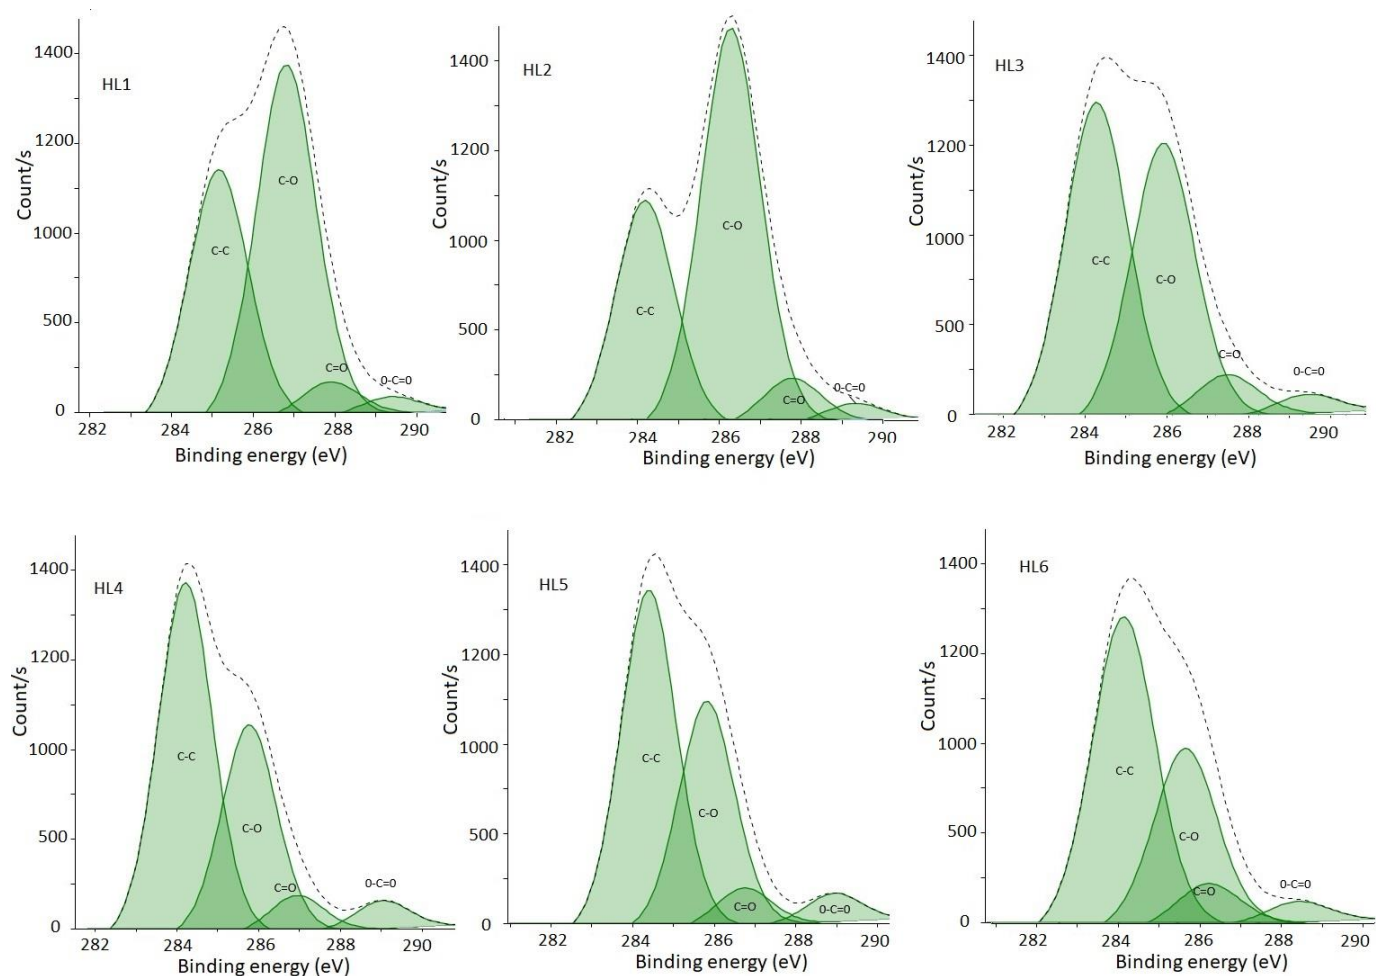 HL1
Count/s
1400
1200
1000
500
0
C-C
C-O
C=O
0-C=0
282 284 286 288 290
Binding energy (eV)
HL2
Count/s
1400
1200
1000
500
0
C-C
C-O
C=O
0-C=0
282 284 286 288 290
Binding energy (eV)
HL3
Count/s
1400
1200
1000
500
0
C-C
C-O
C=O
0-C=0
282 284 286 288 290
Binding energy (eV)
HL4
Count/s
1400
1200
1000
500
0
C-C
C-O
C=O
0-C=0
282 284 286 288 290
Binding energy (eV)
HL5
Count/s
1400
1200
1000
500
0
C-C
C-O
C=O
0-C=0
282 284 286 288 290
Binding energy (eV)
HL6
Count/s
1400
1200
1000
500
0
C-C
C-O
C=O
0-C=0
282 284 286 288 290
Binding energy (eV)